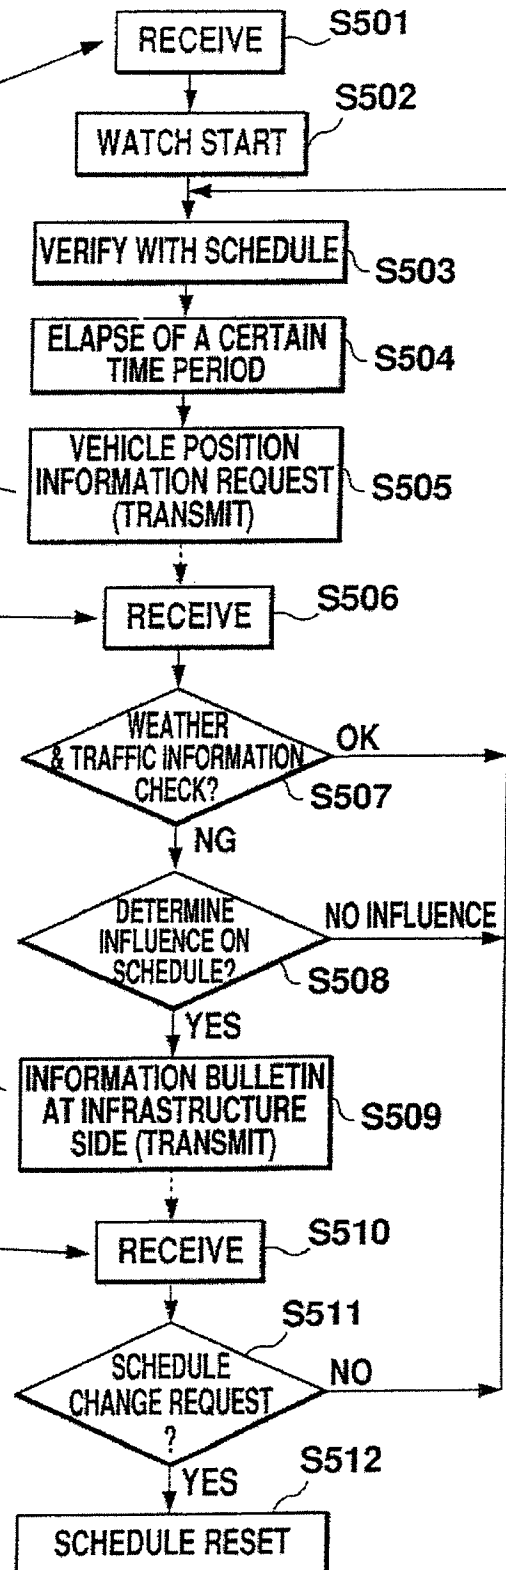 RECEIVE
S501
WATCH START
S502
VERIFY WITH SCHEDULE
S503
ELAPSE OF A CERTAIN
TIME PERIOD
S504
VEHICLE POSITION
INFORMATION REQUEST
(TRANSMIT)
S505
RECEIVE
S506
WEATHER
& TRAFFIC INFORMATION
CHECK?
OK
S507
NG
DETERMINE
INFLUENCE ON
SCHEDULE?
NO INFLUENCE
S508
YES
INFORMATION BULLETIN
AT INFRASTRUCTURE
SIDE (TRANSMIT)
S509
RECEIVE
S510
S511
SCHEDULE
CHANGE REQUEST
?
NO
YES
S512
SCHEDULE RESET